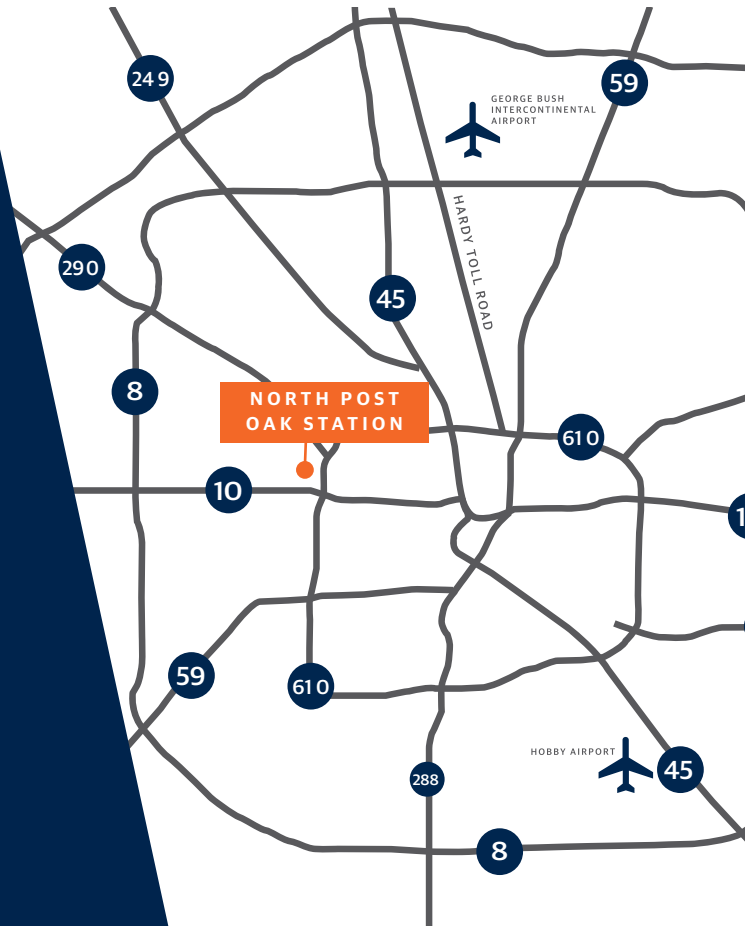 249
59
GEORGE BUSH
INTERCONTINENTAL
AIRPORT
HARDY TOLL ROAD
290
45
8
NORTH POST
OAK STATION
610
10
1
59
610
HOBBY AIRPORT
45
288
8